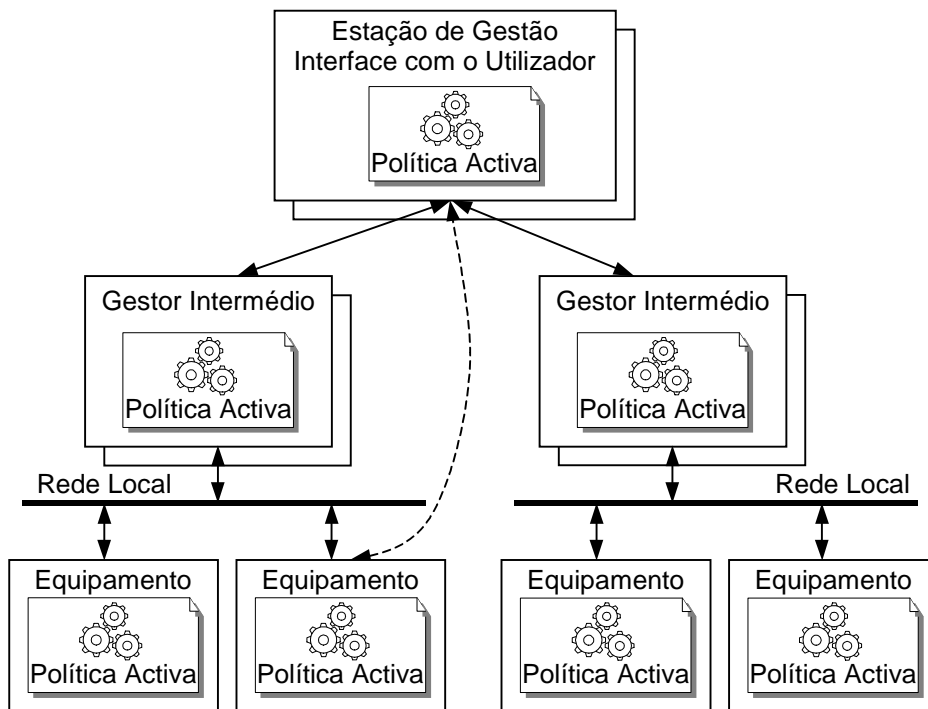 Estação de Gestão
Interface com o Utilizador
Política Activa
Gestor Intermédio
Política Activa
Gestor Intermédio
Política Activa
Rede Local
Rede Local
Equipamento
Política Activa
Equipamento
Política Activa
Equipamento
Política Activa
Equipamento
Política Activa